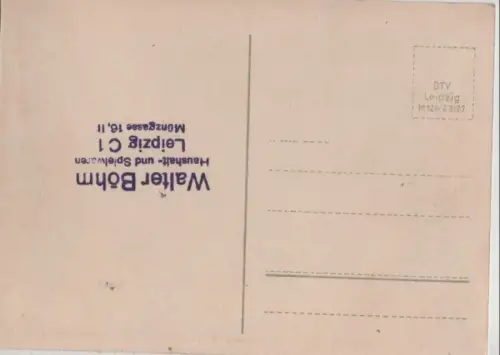 Walter Böhm
Haushalt- und Spielwaren
Leipzig C 1
Münzgasse 16, II
DTV
Leipzig